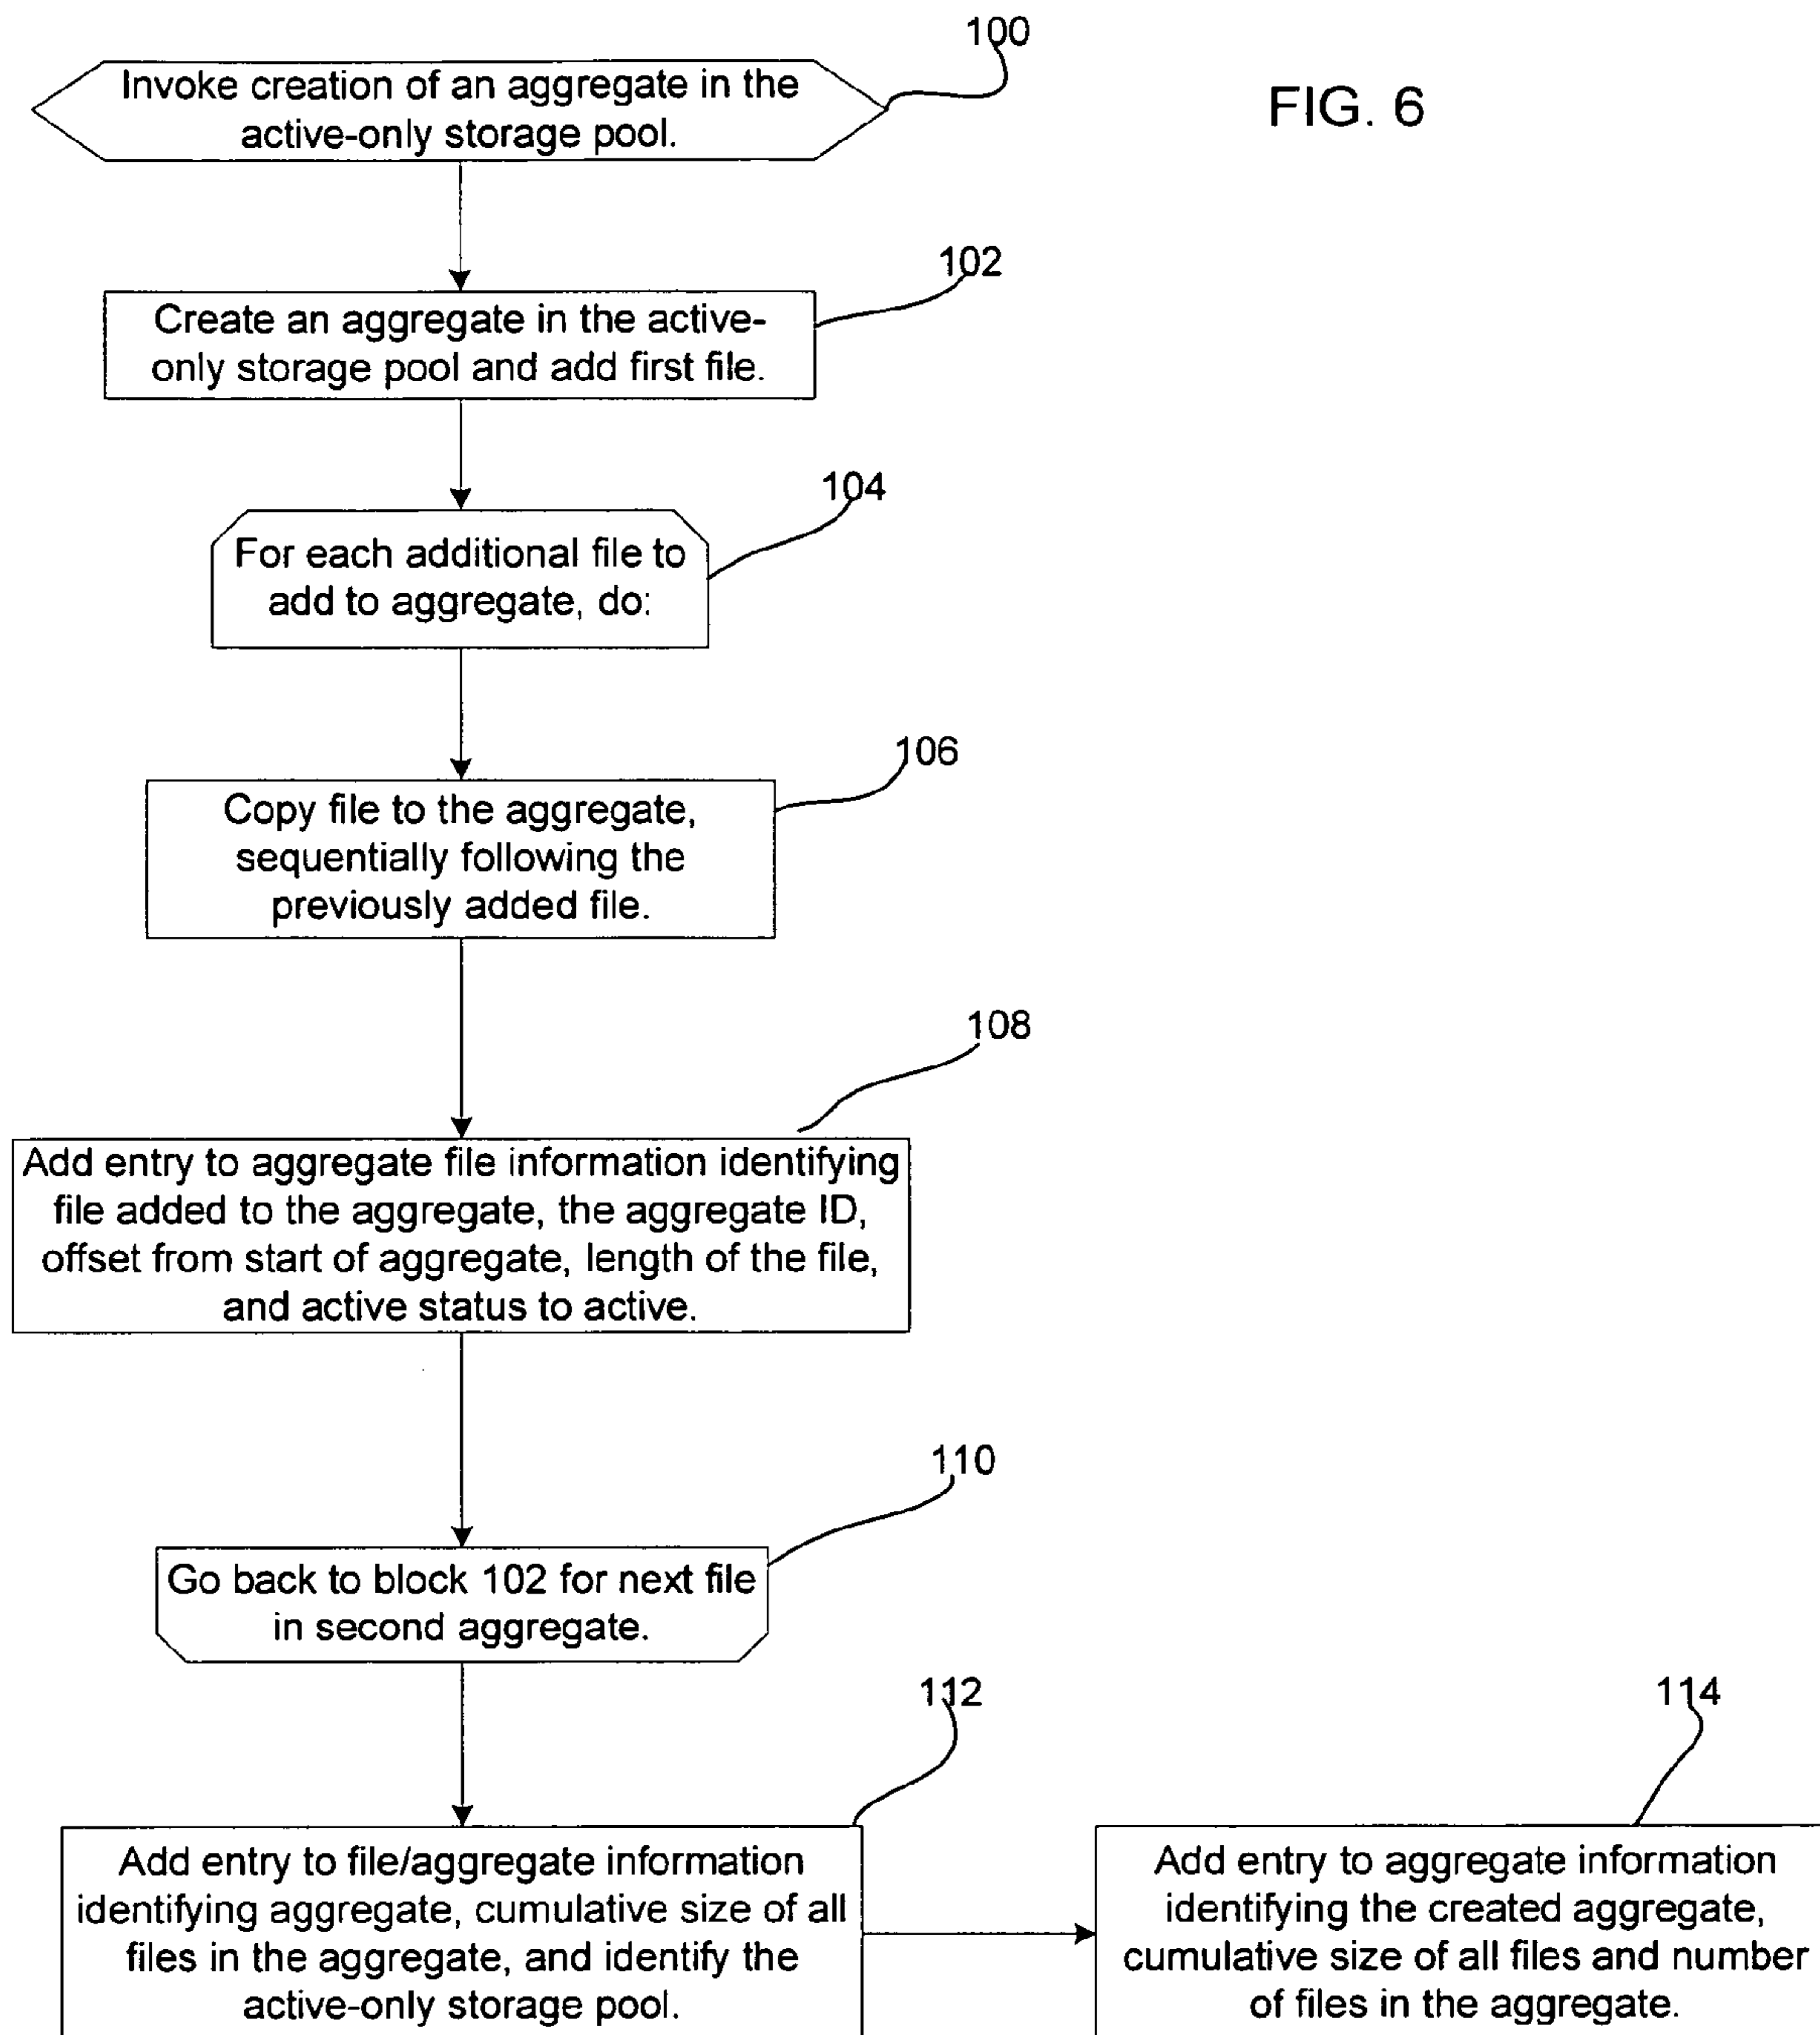 100
Invoke creation of an aggregate in the
active-only storage pool.
FIG. 6
102
Create an aggregate in the active-
only storage pool and add first file.
104
For each additional file to
add to aggregate, do:
106
Copy file to the aggregate,
sequentially following the
previously added file.
108
Add entry to aggregate file information identifying
file added to the aggregate, the aggregate ID,
offset from start of aggregate, length of the file,
and active status to active.
110
Go back to block 102 for next file
in second aggregate.
112
Add entry to file/aggregate information
identifying aggregate, cumulative size of all
files in the aggregate, and identify the
active-only storage pool.
114
Add entry to aggregate information
identifying the created aggregate,
cumulative size of all files and number
of files in the aggregate.